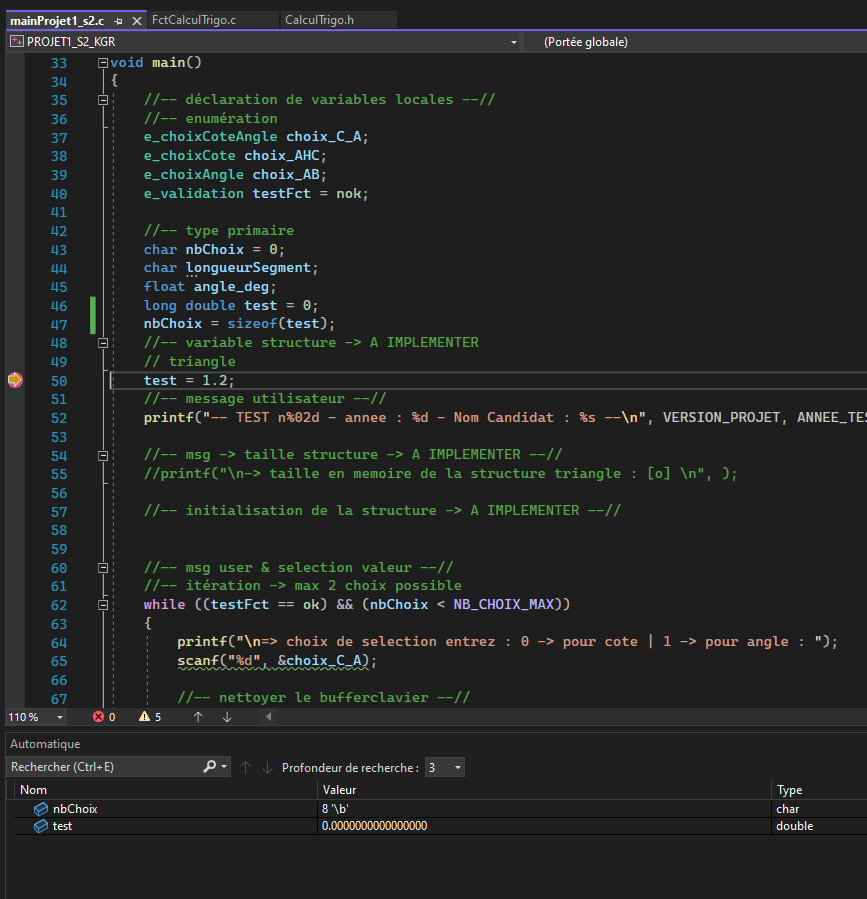 mainProjet1_s2.c FctCalculTrigo.c CalculTrigo.h
PROJET1_S2_KGR (Portée globale)
33 void main()
34 {
35 //-- déclaration de variables locales --//
36 //-- enumération
37 e_choixCoteAngle choix_C_A;
38 e_choixCote choix_AHC;
39 e_choixAngle choix_AB;
40 e_validation testFct = nok;
41
42 //-- type primaire
43 char nbChoix = 0;
44 char longueurSegment;
45 float angle_deg;
46 long double test = 0;
47 nbChoix = sizeof(test);
48 //-- variable structure -> A IMPLEMENTER
49 // triangle
50 test = 1.2;
51 //-- message utilisateur --//
52 printf("-- TEST n%02d - annee : %d - Nom Candidat : %s --\n", VERSION_PROJET, ANNEE_TES
53
54 //-- msg -> taille structure -> A IMPLEMENTER --//
55 //printf("\n-> taille en memoire de la structure triangle : [o] \n", );
56
57 //-- initialisation de la structure -> A IMPLEMENTER --//
58
59
60 //-- msg user & selection valeur --//
61 //-- itération -> max 2 choix possible
62 while ((testFct == ok) && (nbChoix < NB_CHOIX_MAX))
63 {
64 printf("\n=> choix de selection entrez : 0 -> pour cote | 1 -> pour angle : ");
65 scanf("%d", &choix_C_A);
66
67 //-- nettoyer le bufferclavier --//
110 % 0 5
Automatique
Rechercher (Ctrl+E) Profondeur de recherche : 3
Nom Valeur Type
nbChoix 8 '\b' char
test 0.0000000000000000 double